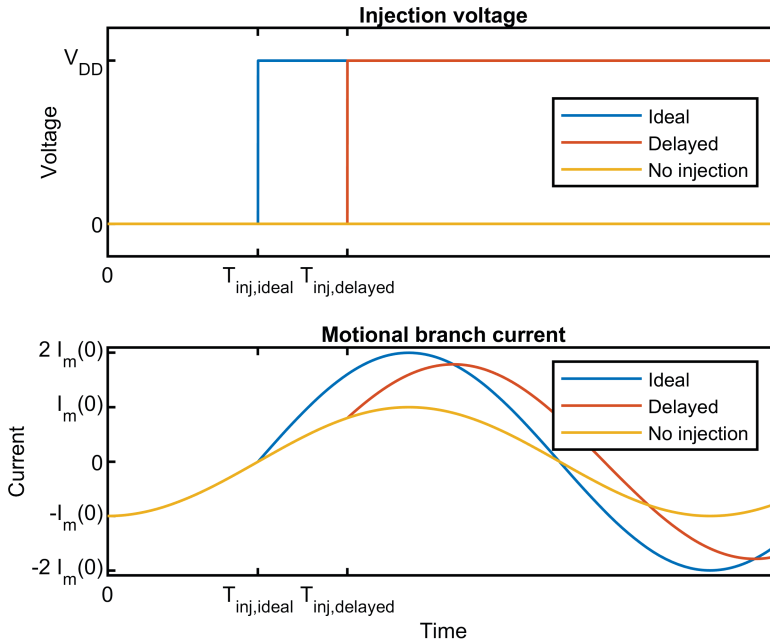 Injection voltage
V_DD
Voltage
0
Ideal
Delayed
No injection
0 T_inj,ideal T_inj,delayed
Motional branch current
2 I_m(0)
I_m(0)
0
-I_m(0)
-2 I_m(0)
Current
Ideal
Delayed
No injection
0 T_inj,ideal T_inj,delayed
Time